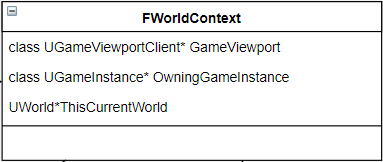 FWorldContext
class UGameViewportClient* GameViewport
class UGameInstance* OwningGameInstance
UWorld*ThisCurrentWorld